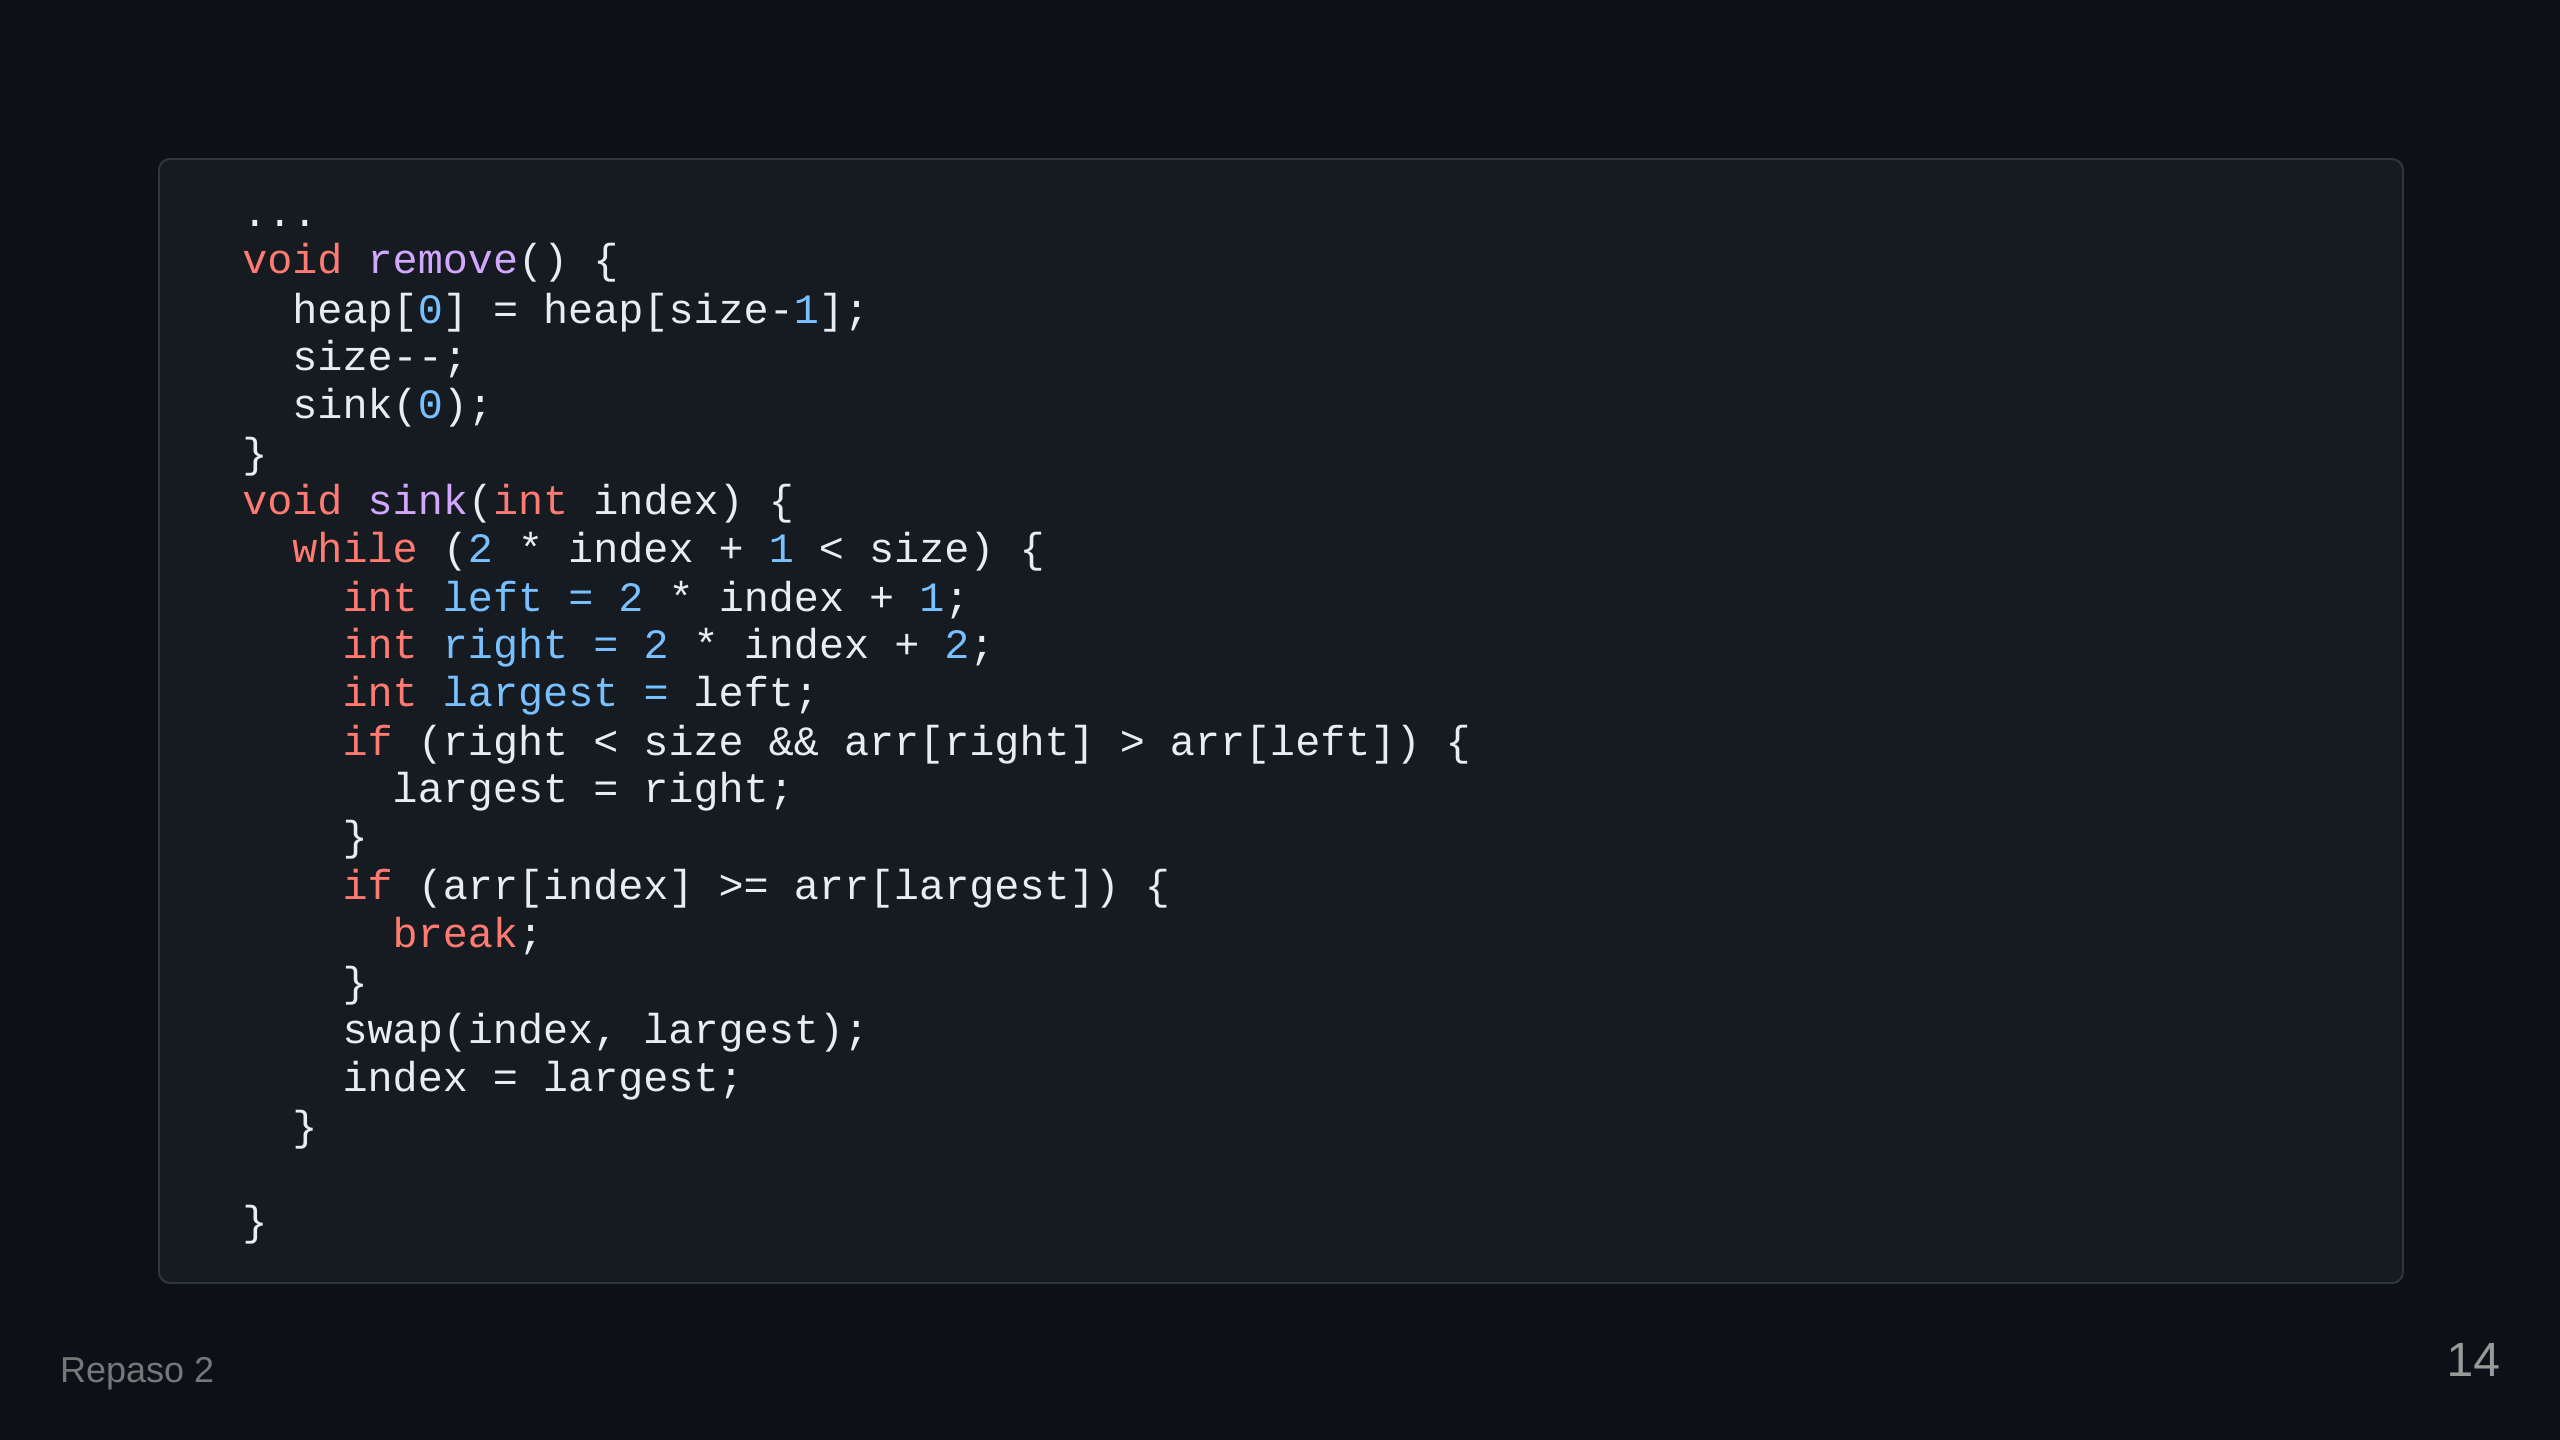 ...
void remove() {
  heap[0] = heap[size-1];
  size--;
  sink(0);
}
void sink(int index) {
  while (2 * index + 1 < size) {
    int left = 2 * index + 1;
    int right = 2 * index + 2;
    int largest = left;
    if (right < size && arr[right] > arr[left]) {
      largest = right;
    }
    if (arr[index] >= arr[largest]) {
      break;
    }
    swap(index, largest);
    index = largest;
  }

}
Repaso 2
14